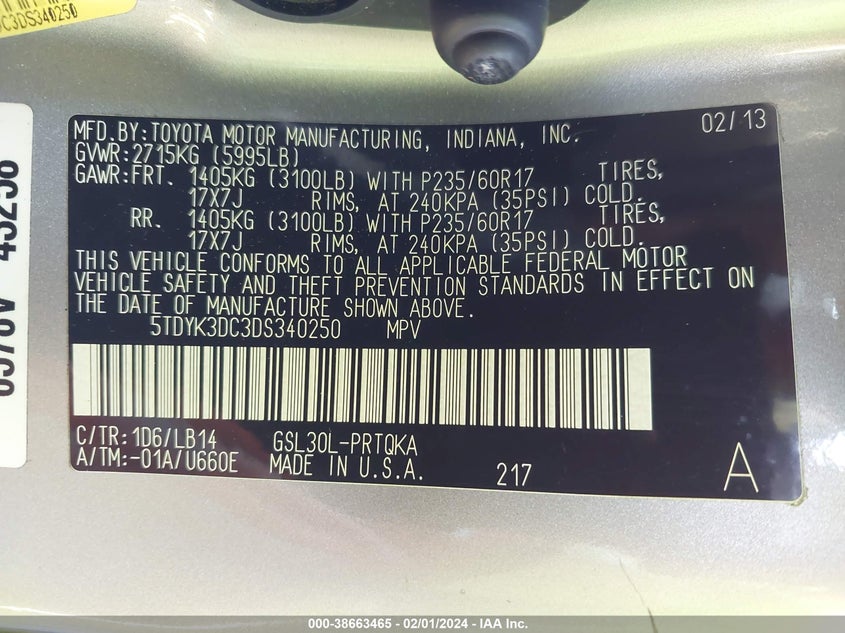 C3DS340250
MFD.BY:TOYOTA MOTOR MANUFACTURING, INDIANA, INC. 02/13
GVWR:2715KG (5995LB)
GAWR:FRT. 1405KG (3100LB) WITH P235/60R17 TIRES,
17X7J RIMS, AT 240KPA (35PSI) COLD.
RR. 1405KG (3100LB) WITH P235/60R17 TIRES,
17X7J RIMS, AT 240KPA (35PSI) COLD.
THIS VEHICLE CONFORMS TO ALL APPLICABLE FEDERAL MOTOR
VEHICLE SAFETY AND THEFT PREVENTION STANDARDS IN EFFECT ON
THE DATE OF MANUFACTURE SHOWN ABOVE.
5TDYK3DC3DS340250 MPV
C/TR:1D6/LB14 GSL30L-PRTQKA
A/TM:-01A/U660E MADE IN U.S.A. 217 A
000-38663465 - 02/01/2024 - IAA Inc.